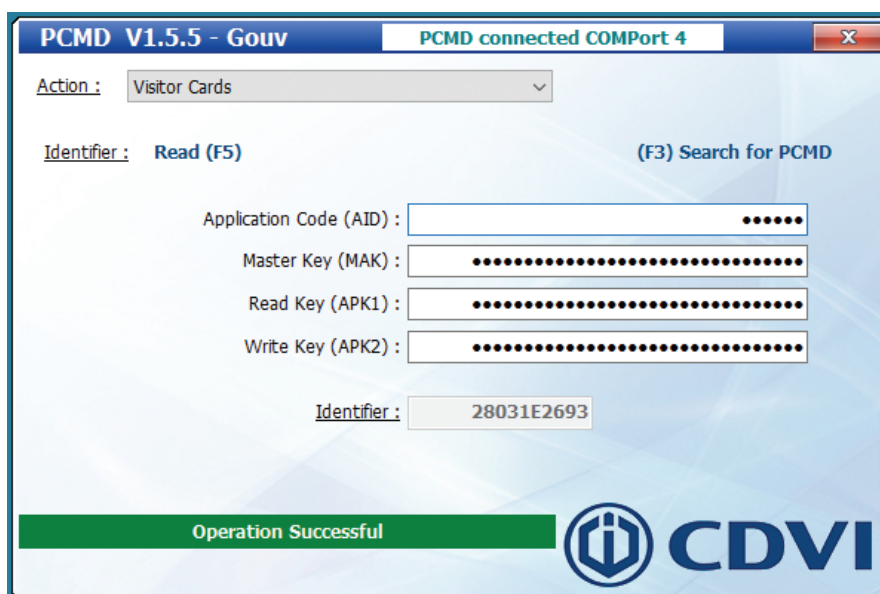 PCMD V1.5.5 - Gouv PCMD connected COMPort 4 X
Action : Visitor Cards
Identifier : Read (F5) (F3) Search for PCMD
Application Code (AID) : ••••••
Master Key (MAK) : ••••••••••••••••••••••••••••••••
Read Key (APK1) : ••••••••••••••••••••••••••••••••
Write Key (APK2) : ••••••••••••••••••••••••••••••••
Identifier : 28031E2693
Operation Successful
CDVI